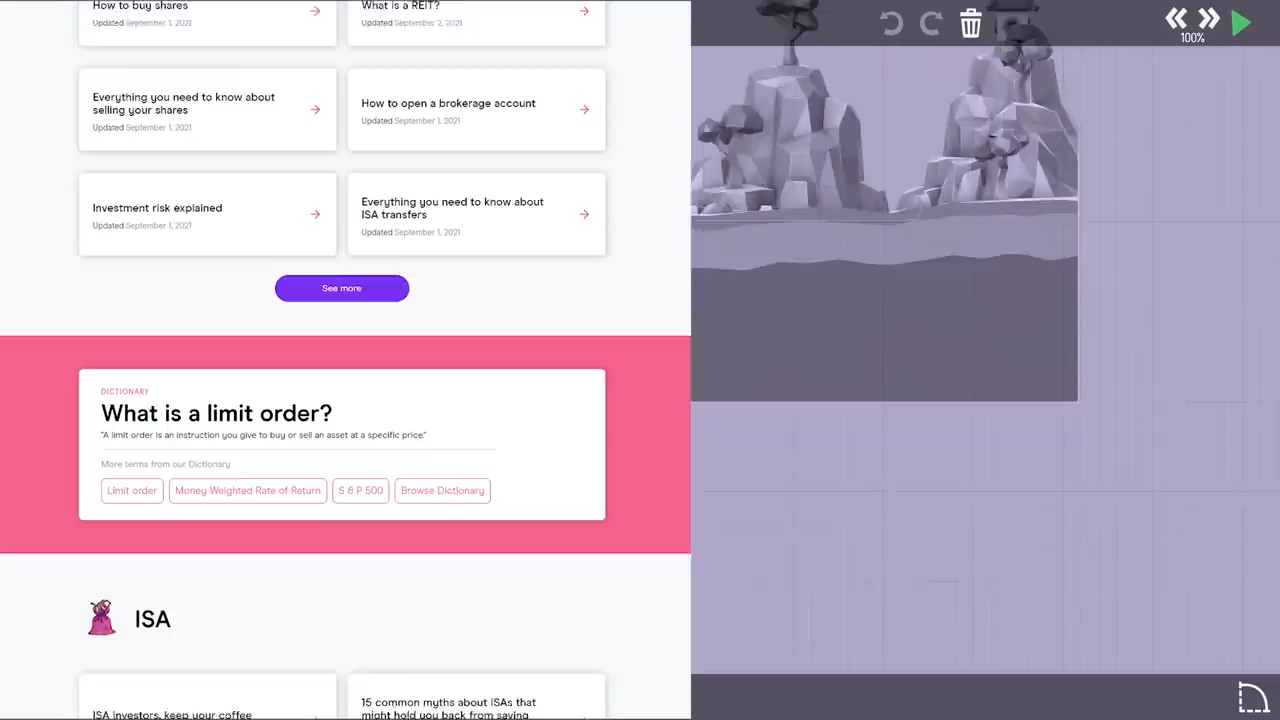 How to buy shares
Updated September 1, 2021
What is a REIT?
Updated September 2, 2021
Everything you need to know about
selling your shares
Updated September 1, 2021
How to open a brokerage account
Updated September 1, 2021
Investment risk explained
Updated September 1, 2021
Everything you need to know about
ISA transfers
Updated September 1, 2021
See more
DICTIONARY
What is a limit order?
"A limit order is an instruction you give to buy or sell an asset at a specific price."
More terms from our Dictionary
Limit order
Money Weighted Rate of Return
S & P 500
Browse Dictionary
ISA
ISA investors, keep your coffee
15 common myths about ISAs that
might hold you back from saving
100%